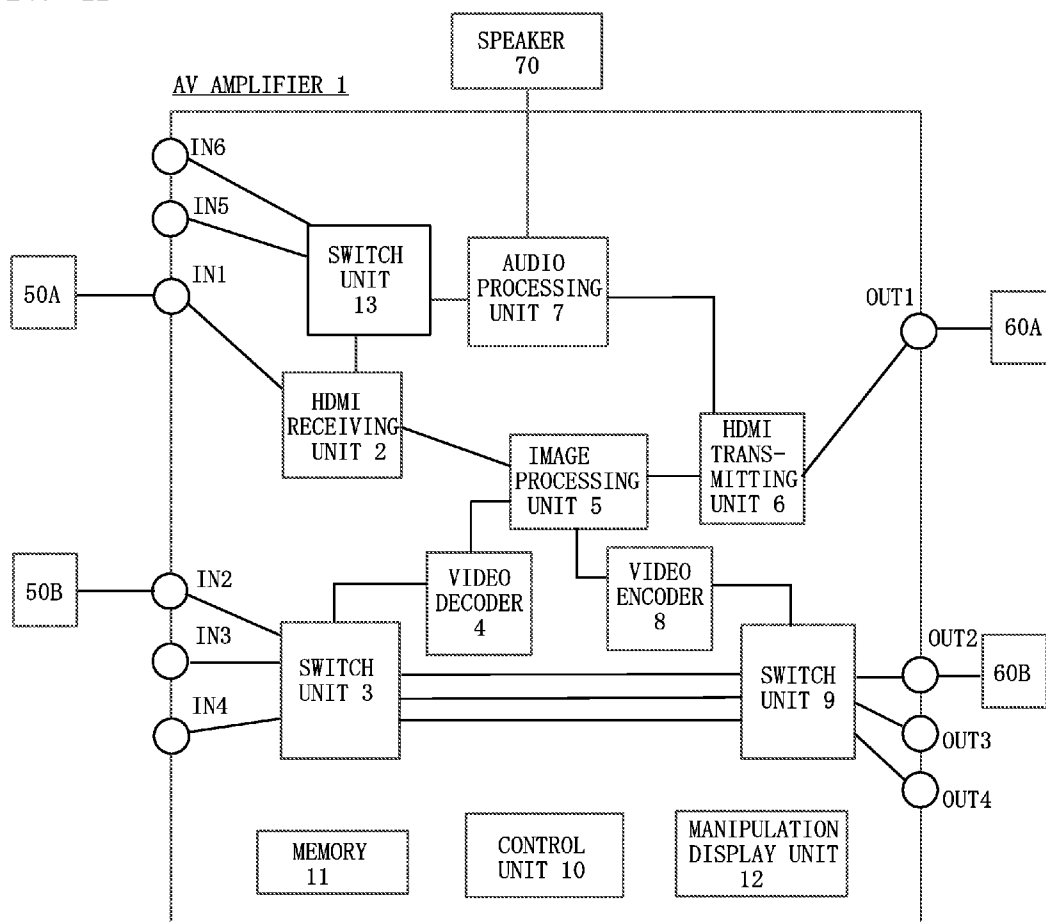 SPEAKER
70
AV AMPLIFIER 1
IN6
IN5
IN1
50A
SWITCH
UNIT
13
AUDIO
PROCESSING
UNIT 7
OUT1
60A
HDMI
RECEIVING
UNIT 2
IMAGE
PROCESSING
UNIT 5
HDMI
TRANS-
MITTING
UNIT 6
50B
IN2
IN3
IN4
VIDEO
DECODER
4
VIDEO
ENCODER
8
SWITCH
UNIT 3
SWITCH
UNIT 9
OUT2
60B
OUT3
OUT4
MEMORY
11
CONTROL
UNIT 10
MANIPULATION
DISPLAY UNIT
12